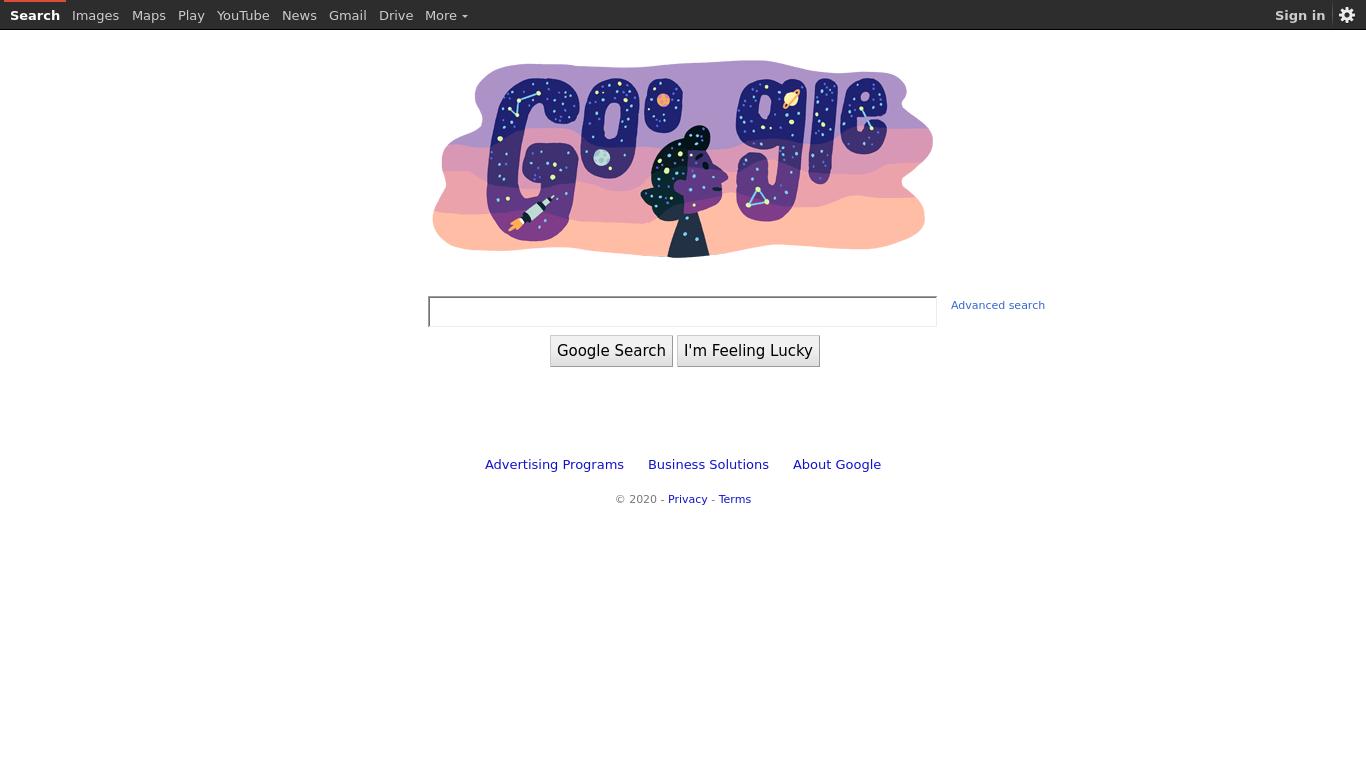 Search Images Maps Play YouTube News Gmail Drive More Sign in
Google
Advanced search
Google Search I'm Feeling Lucky
Advertising Programs Business Solutions About Google
© 2020 - Privacy - Terms